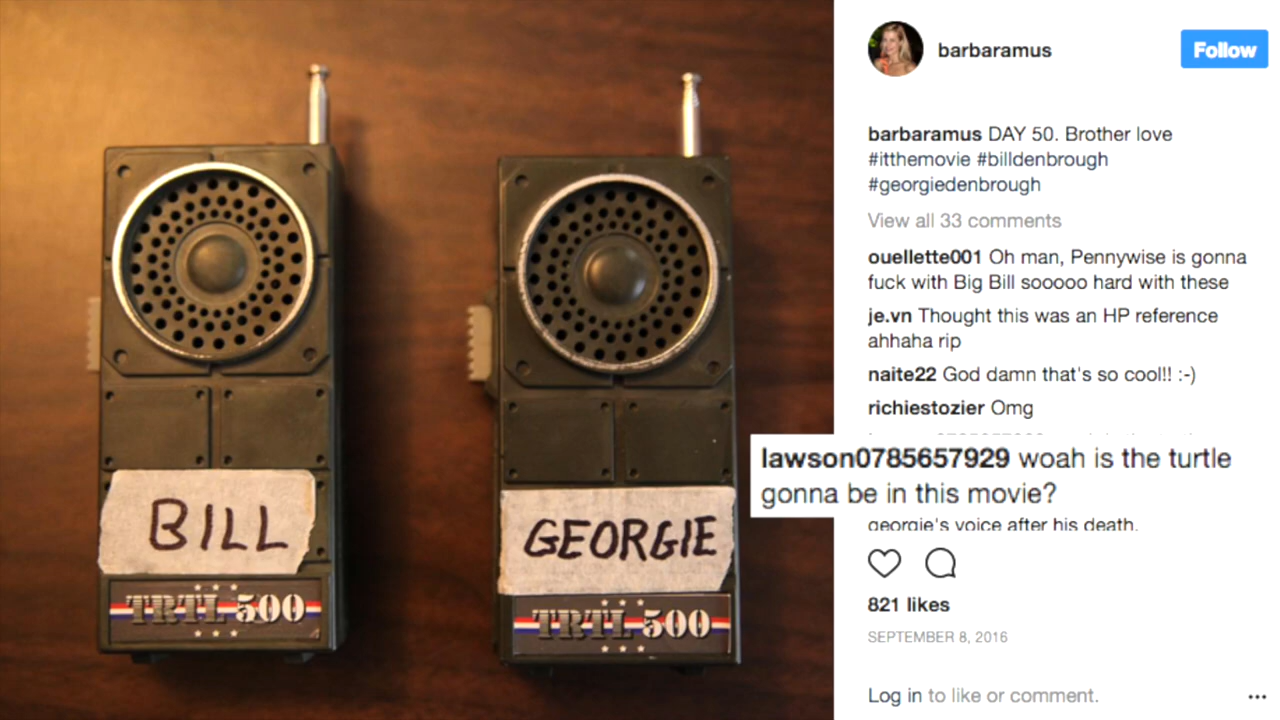 BILL
TRTL 500
GEORGIE
TRTL 500
barbaramus
Follow
barbaramus DAY 50. Brother love
#itthemovie #billdenbrough
#georgiedenbrough
View all 33 comments
ouellette001 Oh man, Pennywise is gonna
fuck with Big Bill sooooo hard with these
je.vn Thought this was an HP reference
ahhaha rip
naite22 God damn that's so cool!! :-)
richiestozier Omg
lawson0785657929 woah is the turtle
gonna be in this movie?
georgie's voice after his death.
821 likes
SEPTEMBER 8, 2016
Log in to like or comment.